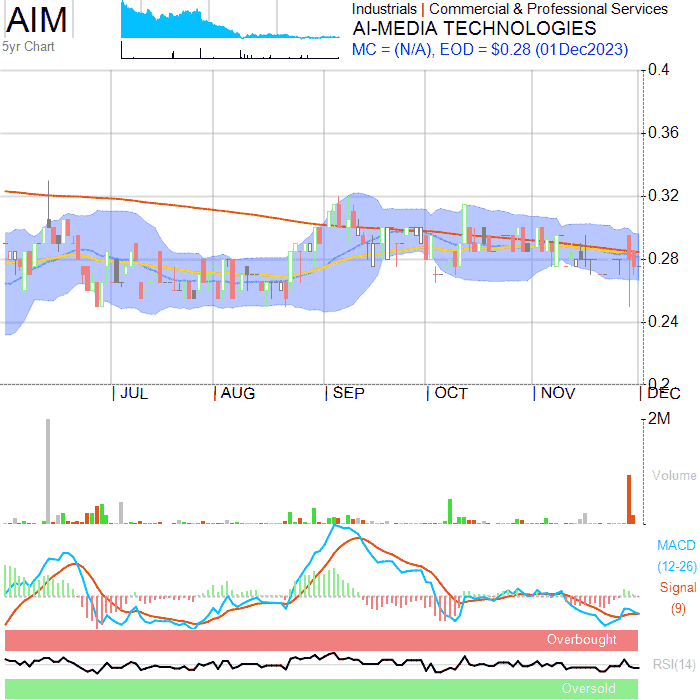 AIM
5yr Chart
Industrials | Commercial & Professional Services
AI-MEDIA TECHNOLOGIES
MC = (N/A), EOD = $0.28 (01Dec2023)
0.4
0.36
0.32
0.28
0.24
0.2
| JUL
| AUG
| SEP
| OCT
| NOV
| DEC
2M
Volume
MACD
(12-26)
Signal
(9)
Overbought
RSI(14)
Oversold